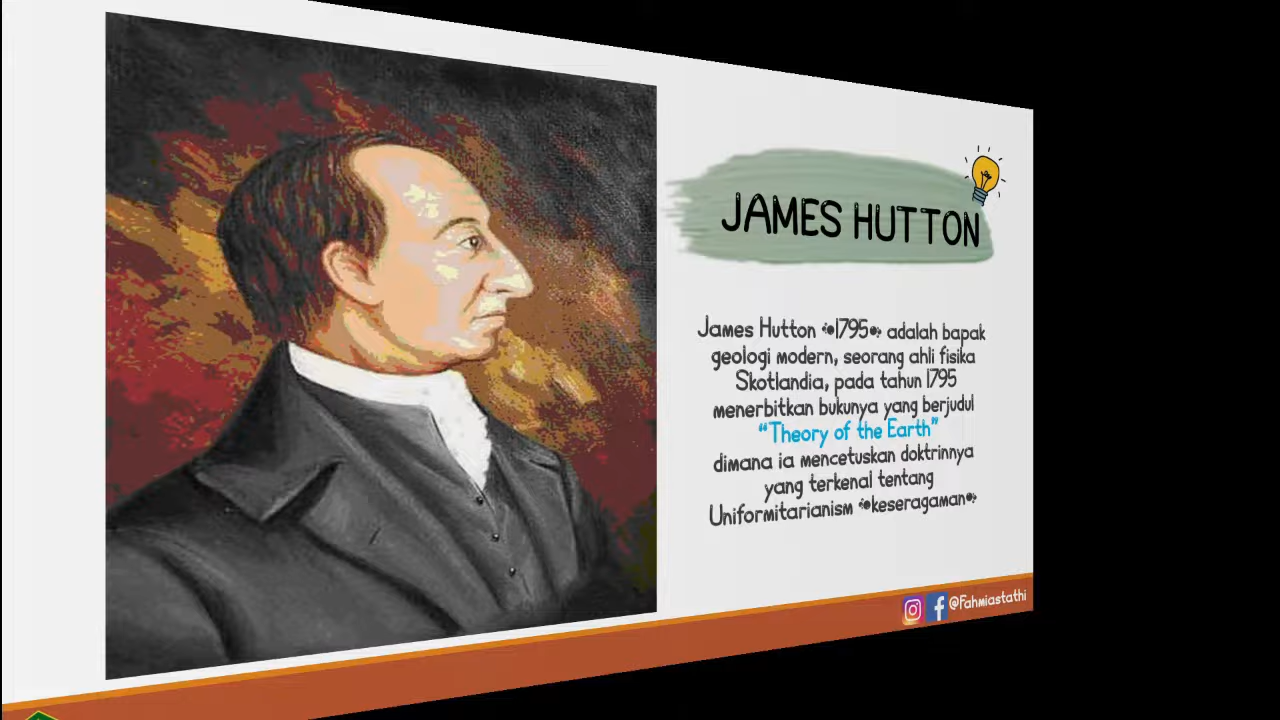 JAMES HUTTON
James Hutton (1795) adalah bapak
geologi modern, seorang ahli fisika
Skotlandia, pada tahun 1795
menerbitkan bukunya yang berjudul
“Theory of the Earth”
dimana ia mencetuskan doktrinnya
yang terkenal tentang
Uniformitarianism (keseragaman)
@Fahmiastathi